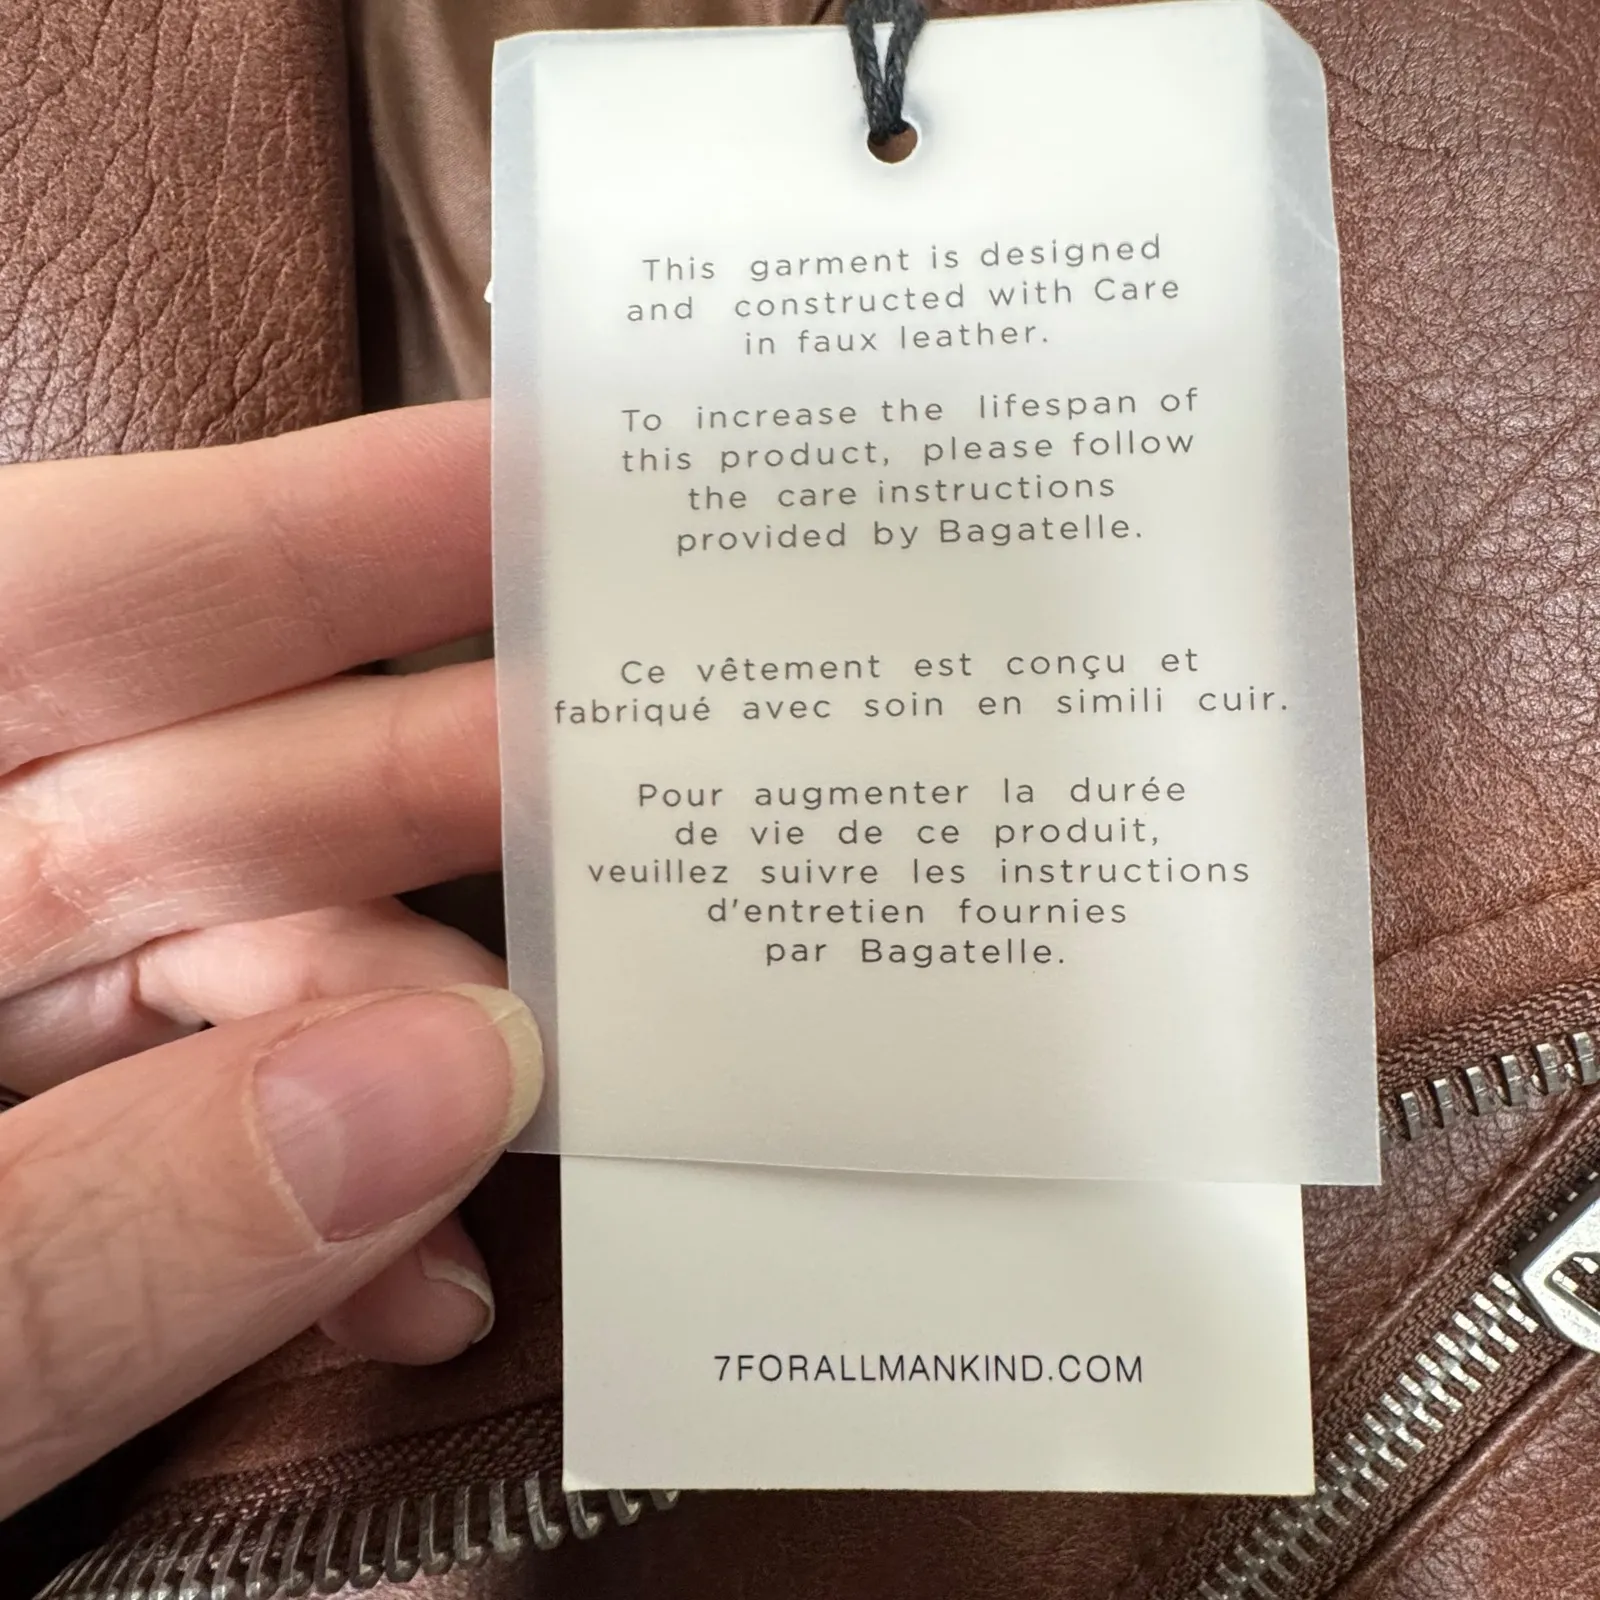 This garment is designed
and constructed with Care
in faux leather.
To increase the lifespan of
this product, please follow
the care instructions
provided by Bagatelle.
Ce vêtement est conçu et
fabriqué avec soin en simili cuir.
Pour augmenter la durée
de vie de ce produit,
veuillez suivre les instructions
d'entretien fournies
par Bagatelle.
7FORALLMANKIND.COM